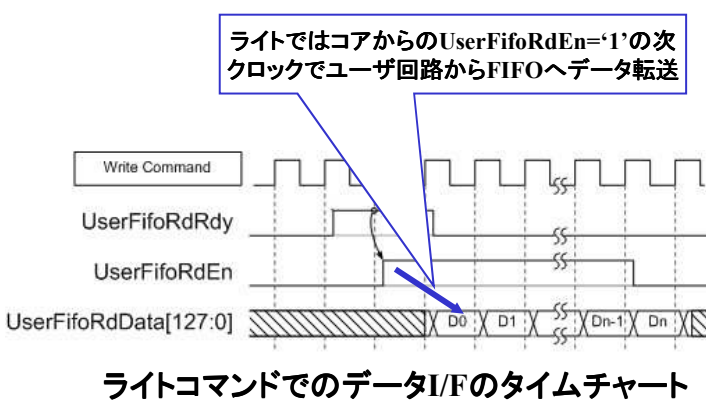 ライトではコアからのUserFifoRdEn=‘1’の次
クロックでユーザ回路からFIFOへデータ転送
Write Command
UserFifoRdRdy
UserFifoRdEn
UserFifoRdData[127:0]
D0 D1 Dn-1 Dn
ライトコマンドでのデータI/Fのタイムチャート